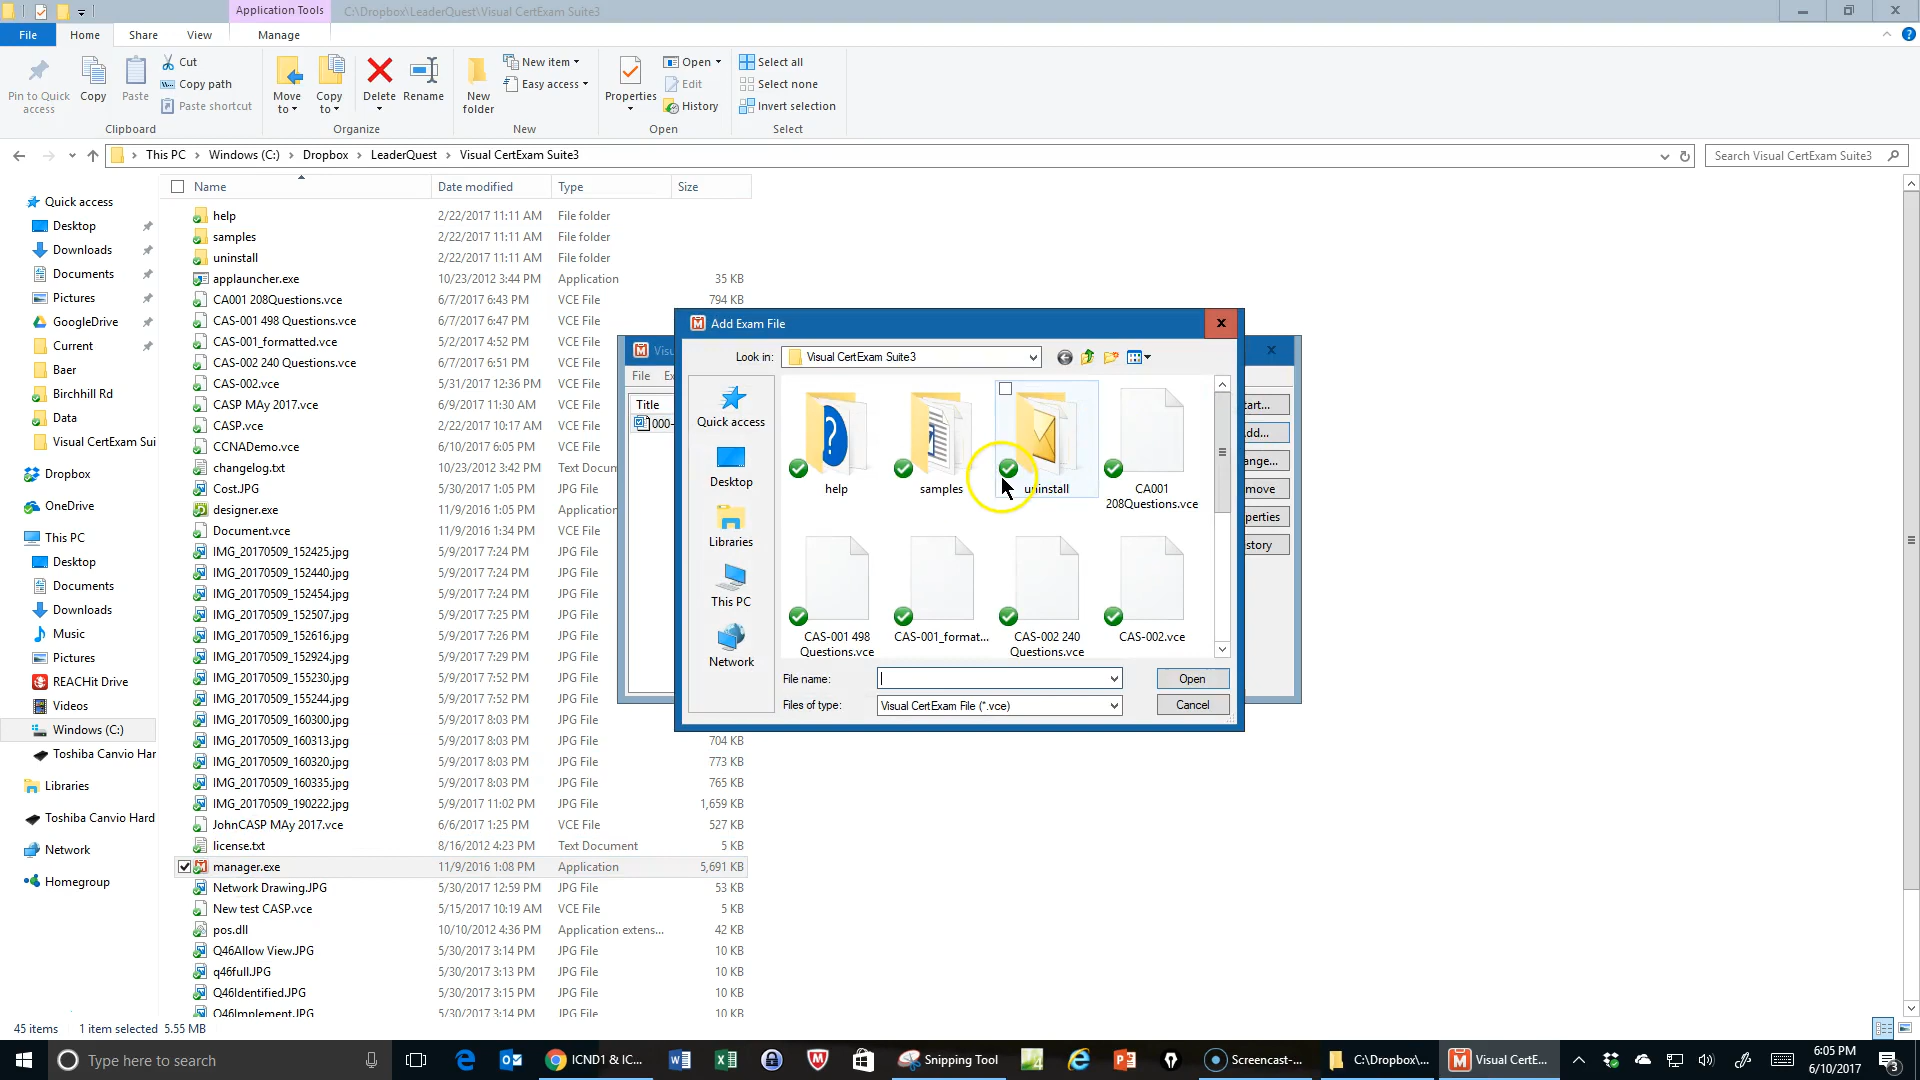 Application Tools
C:\Dropbox\LeaderQuest\Visual CertExam Suite3
File
Home
Share
View
Manage
Pin to Quick access
Copy
Paste
Cut
Copy path
Paste shortcut
Clipboard
Move to
Copy to
Delete
Rename
Organize
New folder
New item
Easy access
New
Properties
Open
Edit
History
Open
Select all
Select none
Invert selection
Select
This PC
Windows (C:)
Dropbox
LeaderQuest
Visual CertExam Suite3
Search Visual CertExam Suite3
Quick access
Desktop
Downloads
Documents
Pictures
GoogleDrive
Current
Baer
Birchhill Rd
Data
Visual CertExam Sui
Dropbox
OneDrive
This PC
Desktop
Documents
Downloads
Music
Pictures
REACHit Drive
Videos
Windows (C:)
Toshiba Canvio Har
Libraries
Toshiba Canvio Hard
Network
Homegroup
Name Date modified Type Size
help 2/22/2017 11:11 AM File folder
samples 2/22/2017 11:11 AM File folder
uninstall 2/22/2017 11:11 AM File folder
applauncher.exe 10/23/2012 3:44 PM Application 35 KB
CA001 208Questions.vce 6/7/2017 6:43 PM VCE File 794 KB
CAS-001 498 Questions.vce 6/7/2017 6:47 PM VCE File
CAS-001_formatted.vce 5/2/2017 4:52 PM VCE File
CAS-002 240 Questions.vce 6/7/2017 6:51 PM VCE File
CAS-002.vce 5/31/2017 12:36 PM VCE File
CASP MAy 2017.vce 6/9/2017 11:30 AM VCE File
CASP.vce 2/22/2017 10:17 AM VCE File
CCNADemo.vce 6/10/2017 6:05 PM VCE File
changelog.txt 10/23/2012 3:42 PM Text Docum
Cost.JPG 5/30/2017 1:05 PM JPG File
designer.exe 11/9/2016 1:05 PM Application
Document.vce 11/9/2016 1:34 PM VCE File
IMG_20170509_152425.jpg 5/9/2017 7:24 PM JPG File
IMG_20170509_152440.jpg 5/9/2017 7:24 PM JPG File
IMG_20170509_152454.jpg 5/9/2017 7:24 PM JPG File
IMG_20170509_152507.jpg 5/9/2017 7:25 PM JPG File
IMG_20170509_152616.jpg 5/9/2017 7:26 PM JPG File
IMG_20170509_152924.jpg 5/9/2017 7:29 PM JPG File
IMG_20170509_155230.jpg 5/9/2017 7:52 PM JPG File
IMG_20170509_155244.jpg 5/9/2017 7:52 PM JPG File
IMG_20170509_160300.jpg 5/9/2017 8:03 PM JPG File
IMG_20170509_160313.jpg 5/9/2017 8:03 PM JPG File 704 KB
IMG_20170509_160320.jpg 5/9/2017 8:03 PM JPG File 773 KB
IMG_20170509_160335.jpg 5/9/2017 8:03 PM JPG File 765 KB
IMG_20170509_190222.jpg 5/9/2017 11:02 PM JPG File 1,659 KB
JohnCASP MAy 2017.vce 6/6/2017 1:25 PM VCE File 527 KB
license.txt 8/16/2012 4:23 PM Text Document 5 KB
manager.exe 11/9/2016 1:08 PM Application 5,691 KB
Network Drawing.JPG 5/30/2017 12:59 PM JPG File 53 KB
New test CASP.vce 5/15/2017 10:19 AM VCE File 5 KB
pos.dll 10/10/2012 4:36 PM Application extens... 42 KB
Q46Allow View.JPG 5/30/2017 3:14 PM JPG File 10 KB
q46full.JPG 5/30/2017 3:13 PM JPG File 10 KB
Q46Identified.JPG 5/30/2017 3:15 PM JPG File 10 KB
Q46Implement.JPG 5/30/2017 3:14 PM JPG File 10 KB
Visu
File Ex
Title
000-
art...
dd...
ange...
move
perties
story
Add Exam File
Look in: Visual CertExam Suite3
Quick access
Desktop
Libraries
This PC
Network
help
samples
uninstall
CA001 208Questions.vce
CAS-001 498 Questions.vce
CAS-001_format...
CAS-002 240 Questions.vce
CAS-002.vce
File name:
Open
Files of type: Visual CertExam File (*.vce)
Cancel
45 items 1 item selected 5.55 MB
Type here to search
ICND1 & IC...
Snipping Tool
Screencast-...
C:\Dropbox\...
Visual CertE...
6:05 PM
6/10/2017
3